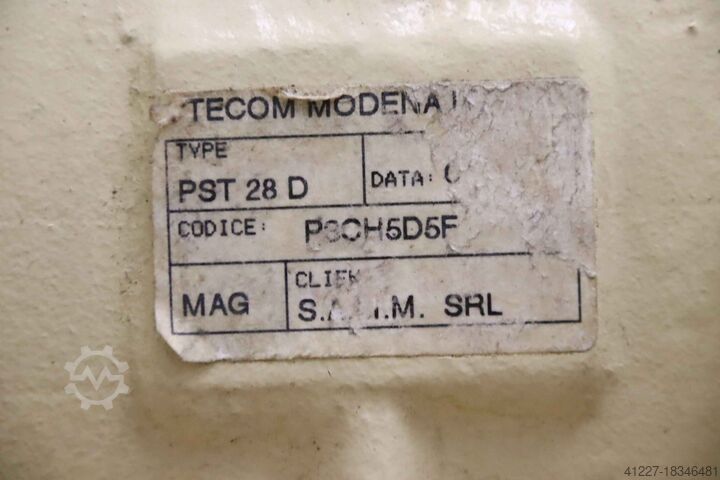 TECOM MODENA
TYPE
PST 28 D
DATA:
CODICE:
MAG
S.A. .M. SRL
41227-18346481